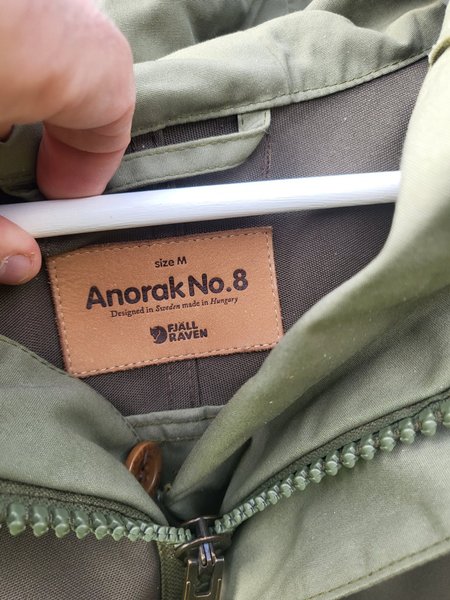 size M
Anorak No.8
Designed in Sweden made in Hungary
FJÄLL
RÄVEN